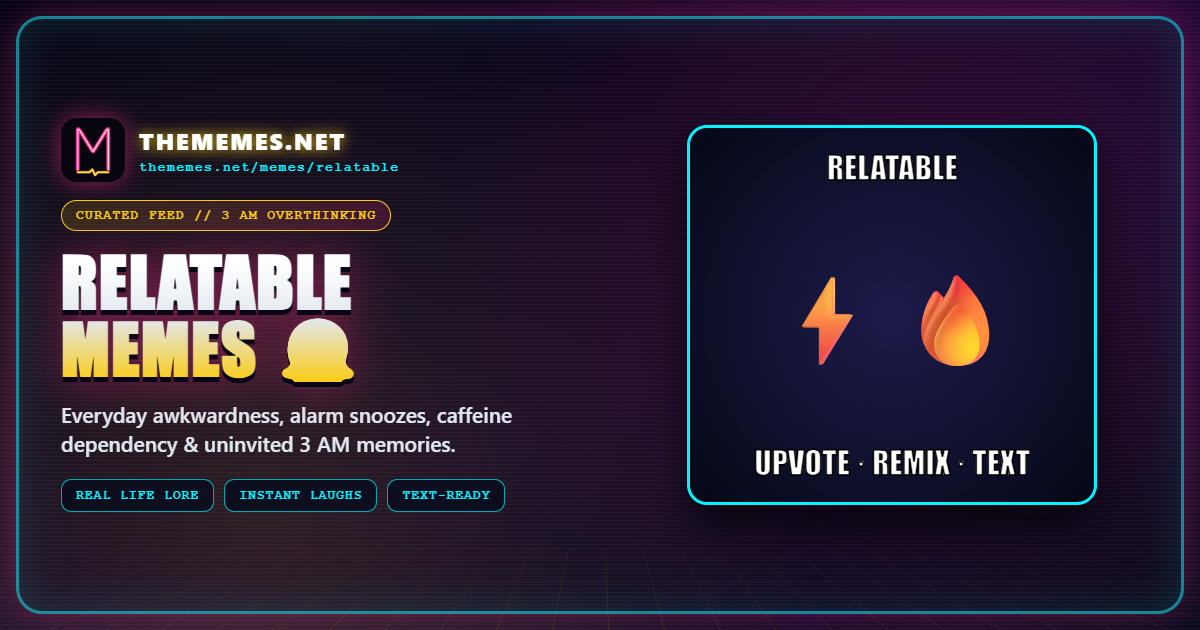 THEMEMES.NET
thememes.net/memes/relatable
CURATED FEED // 3 AM OVERTHINKING
RELATABLE
MEMES
Everyday awkwardness, alarm snoozes, caffeine
dependency & uninvited 3 AM memories.
REAL LIFE LORE
INSTANT LAUGHS
TEXT-READY
RELATABLE
UPVOTE · REMIX · TEXT